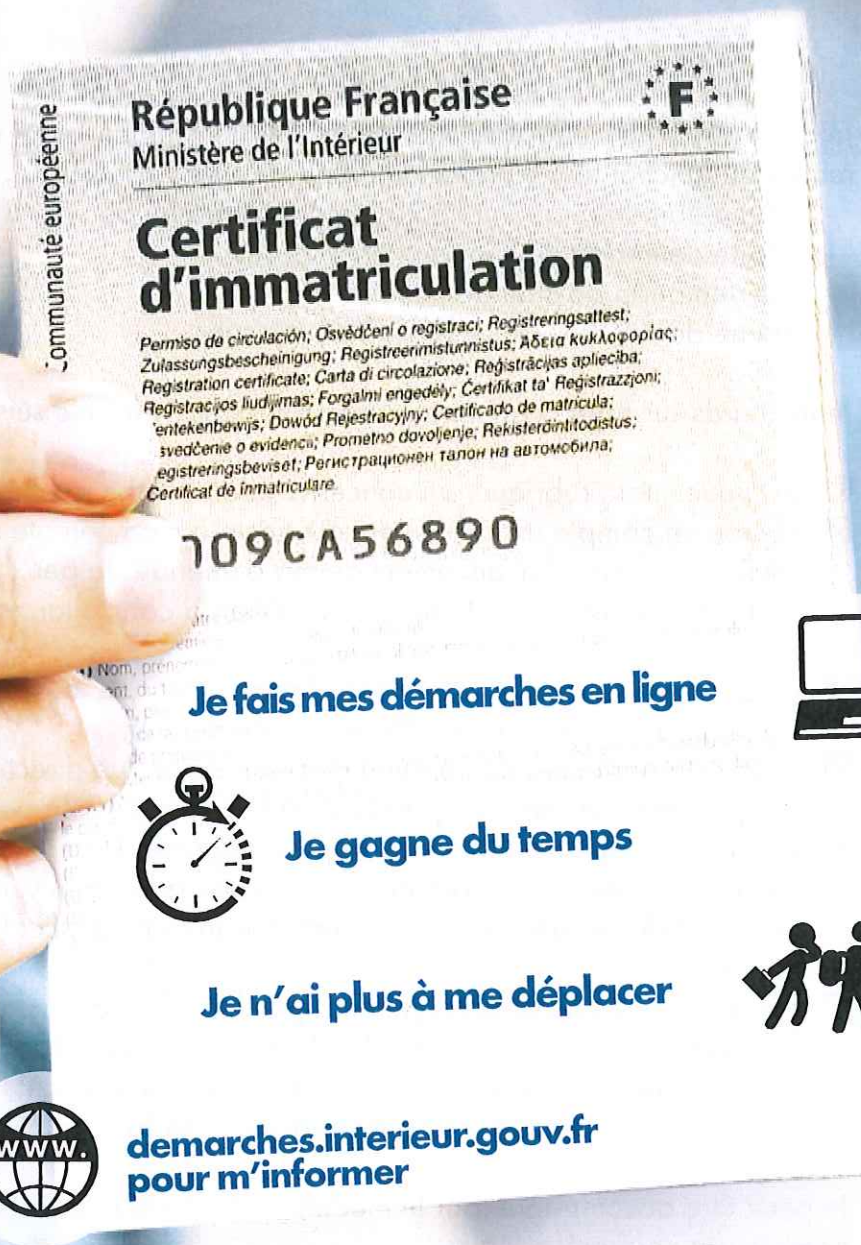 Communauté européenne
République Française
Ministère de l'Intérieur
F
Certificat
d'immatriculation
Permiso de circulación; Osvědčení o registraci; Registreringsattest;
Zulassungsbescheinigung; Registreerimistunnistus; Άδεια κυκλοφορίας;
Registration certificate; Carta di circolazione; Reģistrācijas apliecība;
Registracijos liudijimas; Forgalmi engedély; Ċertifikat ta' Reġistrazzjoni;
entekenbewijs; Dowód Rejestracyjny; Certificado de matrícula;
svedčenie o evidencii; Prometno dovoljenje; Rekisteröintitodistus;
egistreringsbeviset; Регистрационен талон на автомобила;
Certificat de înmatriculare.
09CA56890
Nom,
Je fais mes démarches en ligne
Je gagne du temps
Je n'ai plus à me déplacer
www.
demarches.interieur.gouv.fr
pour m'informer